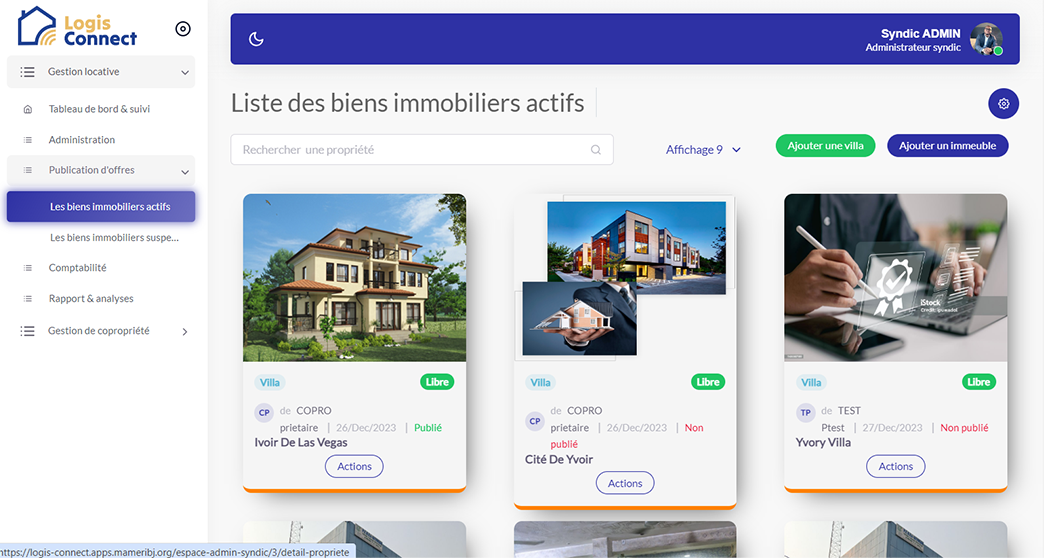 Logis
Connect
Syndic ADMIN
Administrateur syndic
Gestion locative
Tableau de bord & suivi
Administration
Publication d'offres
Les biens immobiliers actifs
Les biens immobiliers suspe...
Comptabilité
Rapport & analyses
Gestion de copropriété
Liste des biens immobiliers actifs
Rechercher une propriété
Affichage 9
Ajouter une villa
Ajouter un immeuble
Villa
Libre
CP
de COPRO
prietaire | 26/Dec/2023 | Publié
Ivoir De Las Vegas
Actions
Villa
Libre
CP
de COPRO
prietaire | 26/Dec/2023 | Non
publié
Cité De Yvoir
Actions
iStock
Villa
Libre
TP
de TEST
Ptest | 27/Dec/2023 | Non publié
Yvory Villa
Actions
https://logis-connect.apps.mameribj.org/espace-admin-syndic/3/detail-propriete